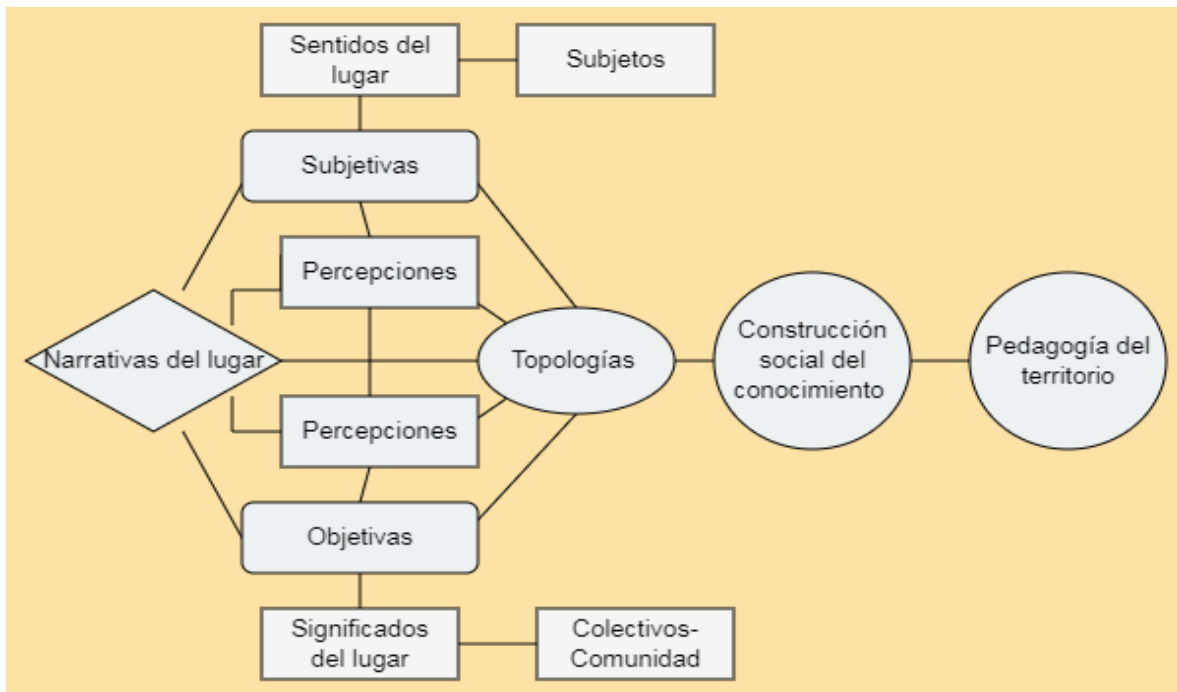 Sentidos del
lugar
Subjetos
Subjetivas
Percepciones
Narrativas del lugar
Topologías
Construcción
social del
conocimiento
Pedagogía del
territorio
Percepciones
Objetivas
Significados
del lugar
Colectivos-
Comunidad